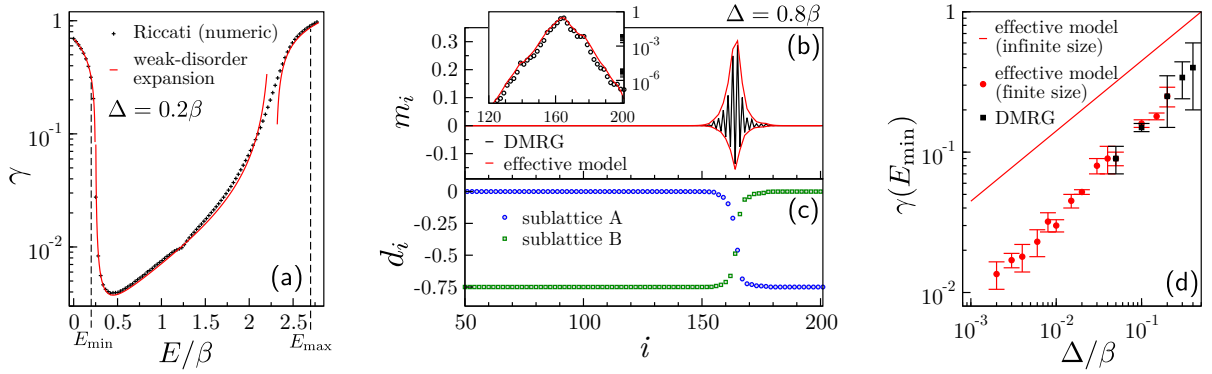 1
10⁻¹
10⁻²
γ
Riccati (numeric)
weak-disorder
expansion
Δ = 0.2β
(a)
0 0.5 1 1.5 2 2.5
E_min E/β E_max
Δ = 0.8β
10⁻³
10⁻⁶
120 160 200
(b)
0.3
0.2
0.1
0
-0.1
m_i
DMRG
effective model
0
-0.25
-0.5
-0.75
d_i
sublattice A
sublattice B
(c)
50 100 150 200
i
1
10⁻¹
10⁻²
γ(E_min)
effective model
(infinite size)
effective model
(finite size)
DMRG
(d)
10⁻³ 10⁻² 10⁻¹
Δ/β